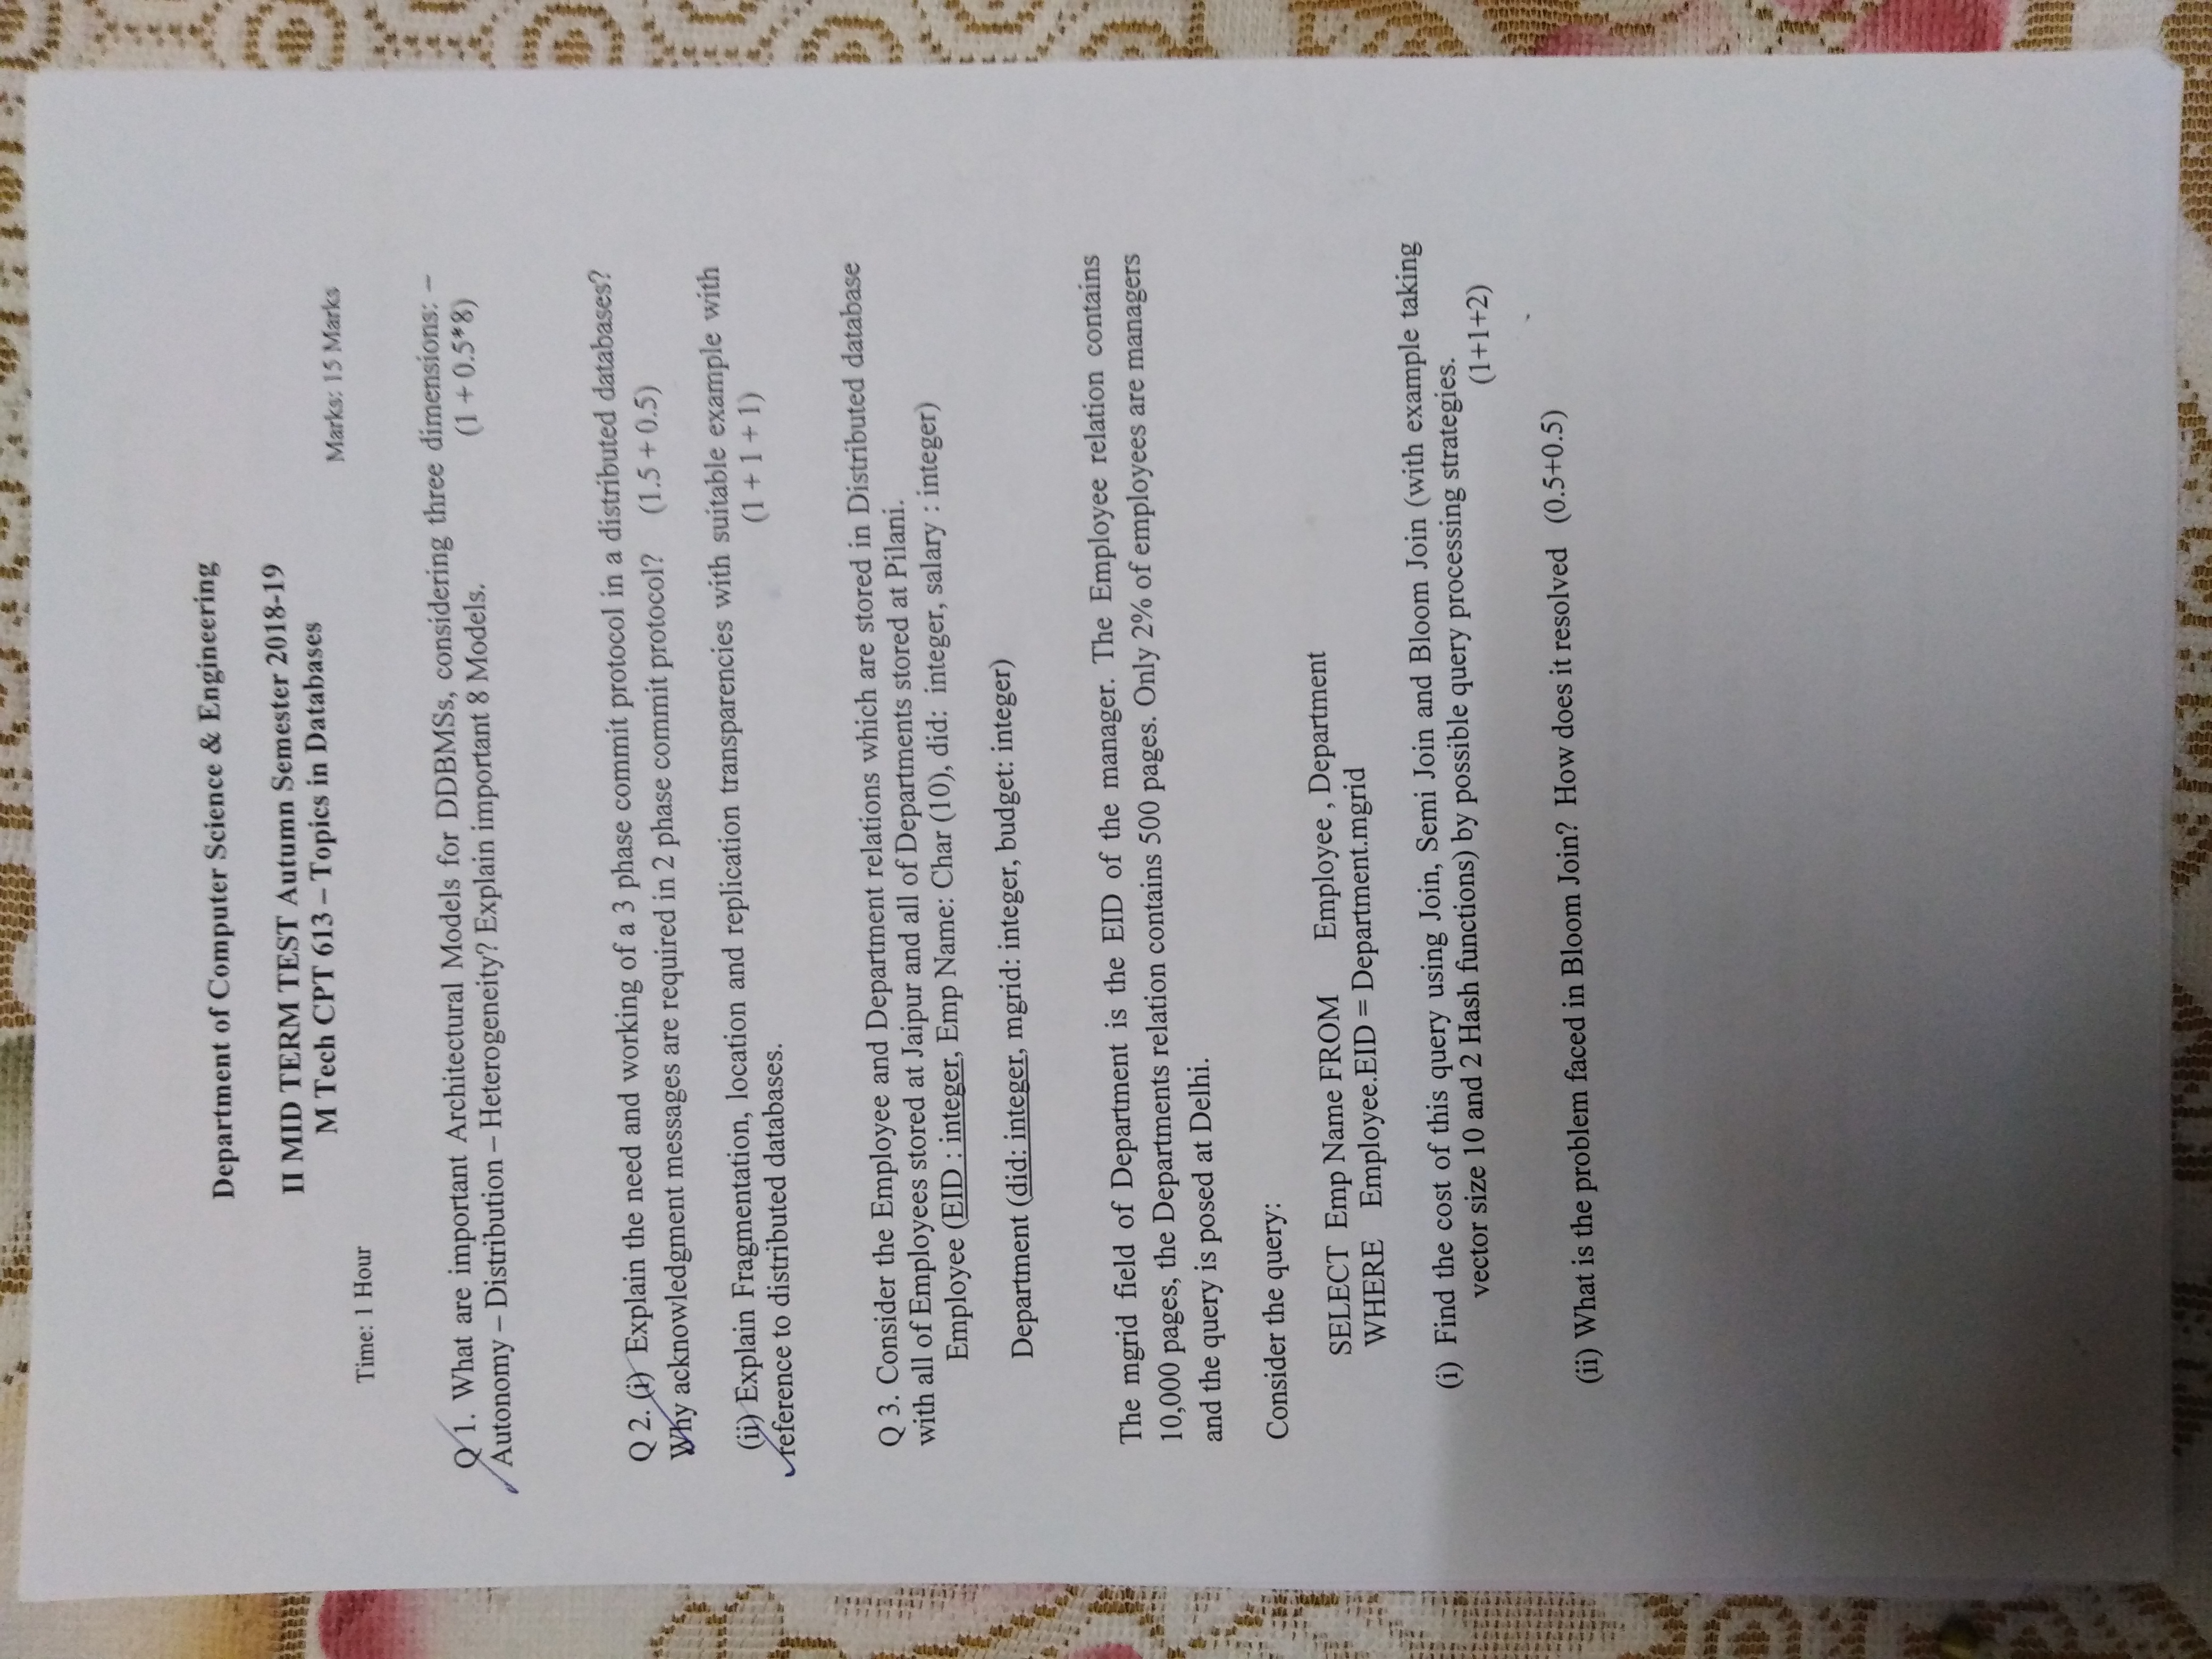 Department of Computer Science & Engineering
II MID TERM TEST Autumn Semester 2018-19
M Tech CPT 613 – Topics in Databases
Time: 1 Hour Marks: 15 Marks
Q 1. What are important Architectural Models for DDBMSs, considering three dimensions: –
Autonomy – Distribution – Heterogeneity? Explain important 8 Models. (1 + 0.5*8)
Q 2. (i) Explain the need and working of a 3 phase commit protocol in a distributed databases?
Why acknowledgment messages are required in 2 phase commit protocol? (1.5 + 0.5)
(ii) Explain Fragmentation, location and replication transparencies with suitable example with
reference to distributed databases. (1 + 1 + 1)
Q 3. Consider the Employee and Department relations which are stored in Distributed database
with all of Employees stored at Jaipur and all of Departments stored at Pilani.
Employee (EID : integer, Emp Name: Char (10), did: integer, salary : integer)
Department (did: integer, mgrid: integer, budget: integer)
The mgrid field of Department is the EID of the manager. The Employee relation contains
10,000 pages, the Departments relation contains 500 pages. Only 2% of employees are managers
and the query is posed at Delhi.
Consider the query:
SELECT Emp Name FROM Employee , Department
WHERE Employee.EID = Department.mgrid
(i) Find the cost of this query using Join, Semi Join and Bloom Join (with example taking
vector size 10 and 2 Hash functions) by possible query processing strategies.
(1+1+2)
(ii) What is the problem faced in Bloom Join? How does it resolved (0.5+0.5)